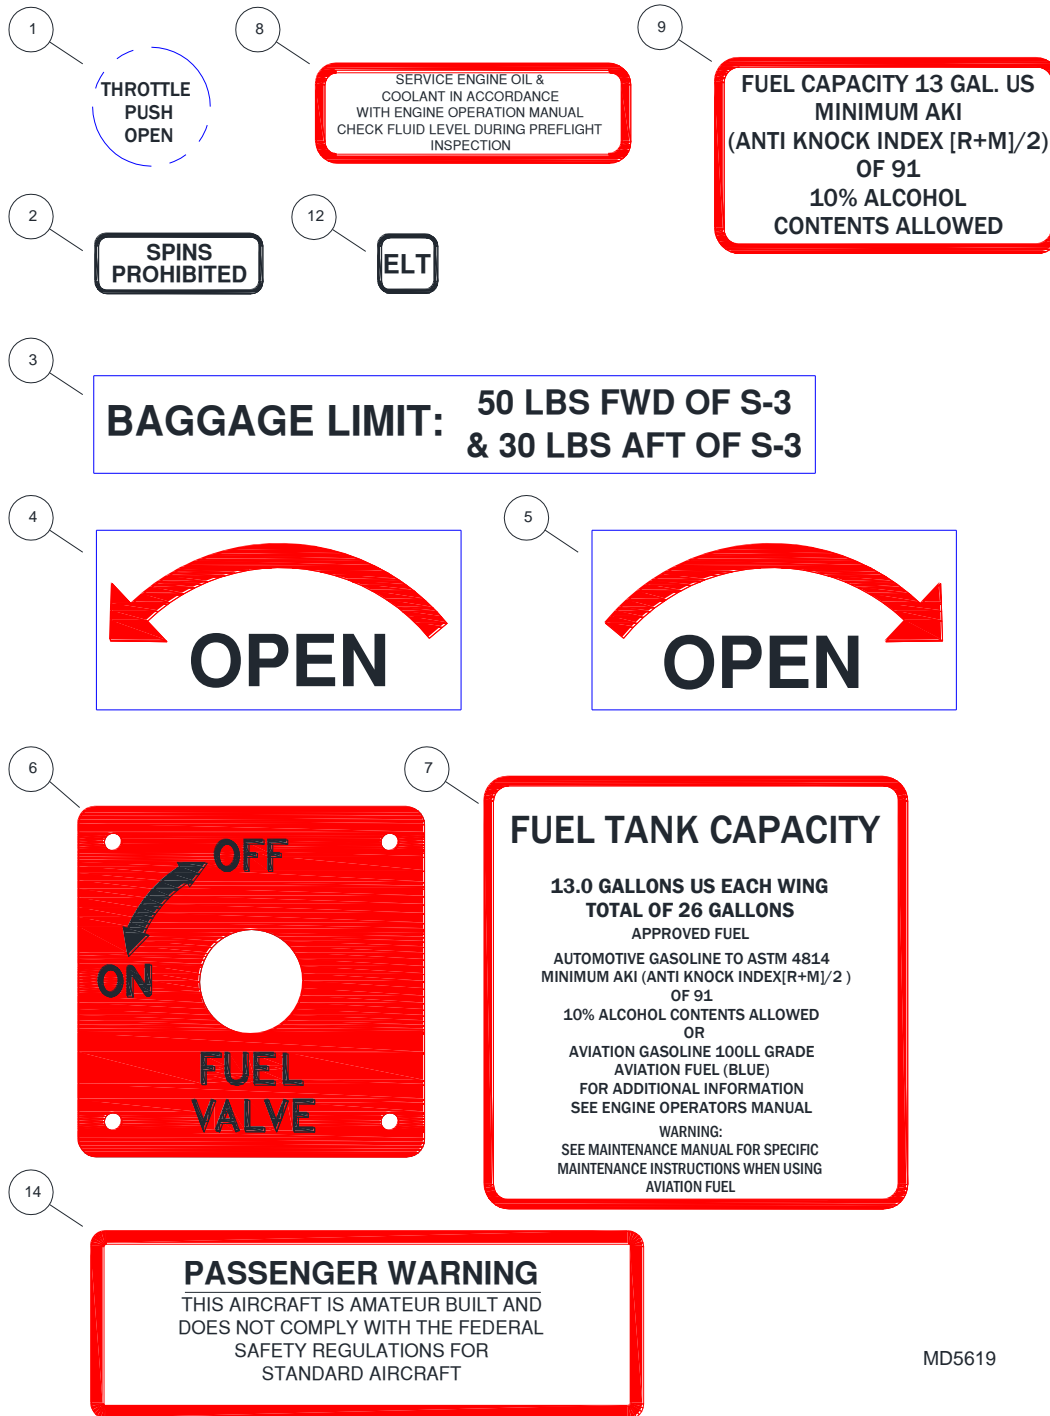 1
THROTTLE
PUSH
OPEN
8
SERVICE ENGINE OIL &
COOLANT IN ACCORDANCE
WITH ENGINE OPERATION MANUAL
CHECK FLUID LEVEL DURING PREFLIGHT
INSPECTION
9
FUEL CAPACITY 13 GAL. US
MINIMUM AKI
(ANTI KNOCK INDEX [R+M]/2)
OF 91
10% ALCOHOL
CONTENTS ALLOWED
2
SPINS
PROHIBITED
12
ELT
3
BAGGAGE LIMIT:
50 LBS FWD OF S-3
& 30 LBS AFT OF S-3
4
OPEN
5
OPEN
6
OFF
ON
FUEL
VALVE
7
FUEL TANK CAPACITY
13.0 GALLONS US EACH WING
TOTAL OF 26 GALLONS
APPROVED FUEL
AUTOMOTIVE GASOLINE TO ASTM 4814
MINIMUM AKI (ANTI KNOCK INDEX[R+M]/2 )
OF 91
10% ALCOHOL CONTENTS ALLOWED
OR
AVIATION GASOLINE 100LL GRADE
AVIATION FUEL (BLUE)
FOR ADDITIONAL INFORMATION
SEE ENGINE OPERATORS MANUAL
WARNING:
SEE MAINTENANCE MANUAL FOR SPECIFIC
MAINTENANCE INSTRUCTIONS WHEN USING
AVIATION FUEL
14
PASSENGER WARNING
THIS AIRCRAFT IS AMATEUR BUILT AND
DOES NOT COMPLY WITH THE FEDERAL
SAFETY REGULATIONS FOR
STANDARD AIRCRAFT
MD5619